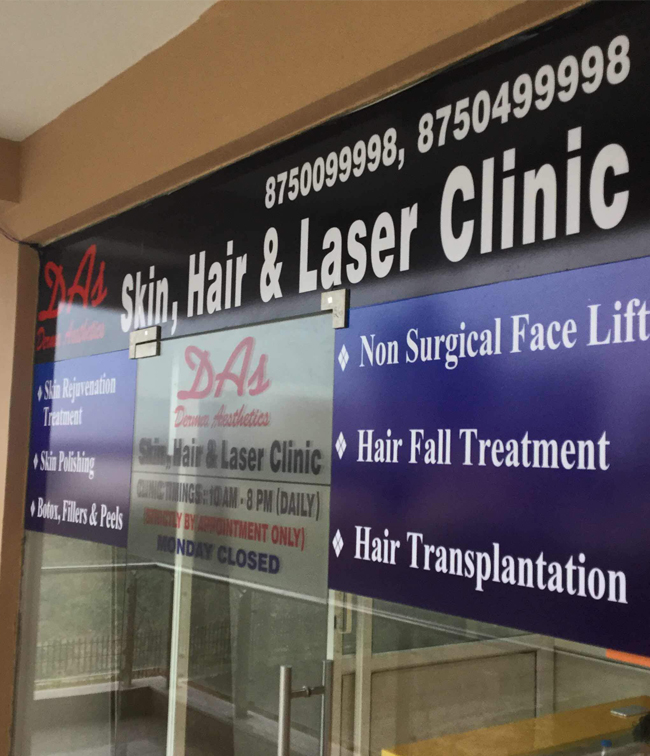 8750099998, 8750499998
DAs
Derma Aesthetics
Skin, Hair & Laser Clinic
❖ Skin Rejuvenation
Treatment
❖ Skin Polishing
❖ Botox, Fillers & Peels
DAs
Derma Aesthetics
Skin, Hair & Laser Clinic
CLINIC TIMINGS : 10 AM - 8 PM (DAILY)
(STRICTLY BY APPOINTMENT ONLY)
MONDAY CLOSED
❖ Non Surgical Face Lift
❖ Hair Fall Treatment
❖ Hair Transplantation